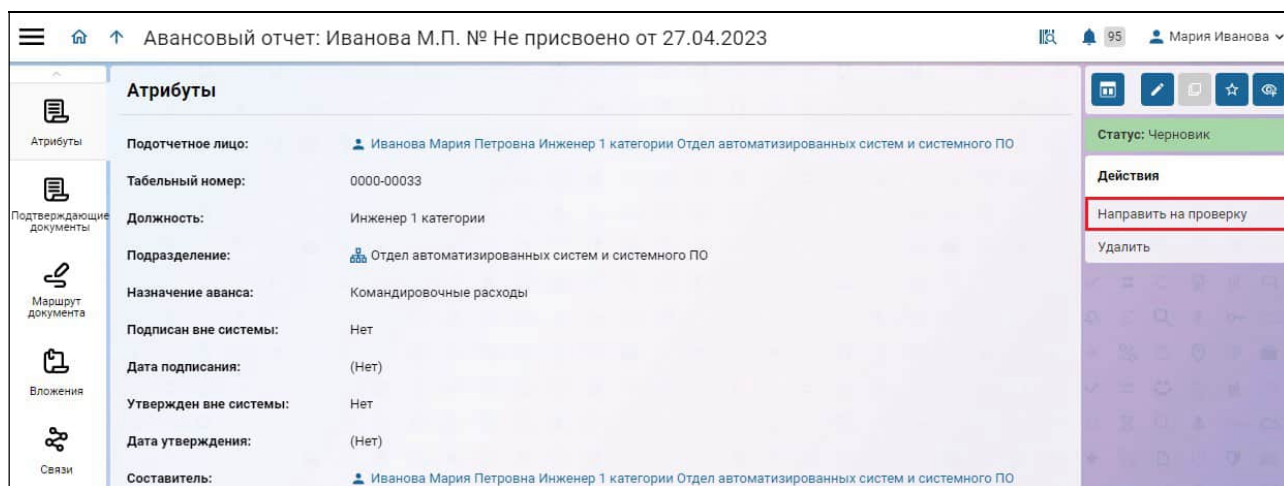 Авансовый отчет: Иванова М.П. № Не присвоено от 27.04.2023
95
Мария Иванова
Атрибуты
Подтверждающие
документы
Маршрут
документа
Вложения
Связи
Атрибуты
Подотчетное лицо: Иванова Мария Петровна Инженер 1 категории Отдел автоматизированных систем и системного ПО
Табельный номер: 0000-00033
Должность: Инженер 1 категории
Подразделение: Отдел автоматизированных систем и системного ПО
Назначение аванса: Командировочные расходы
Подписан вне системы: Нет
Дата подписания: (Нет)
Утвержден вне системы: Нет
Дата утверждения: (Нет)
Составитель: Иванова Мария Петровна Инженер 1 категории Отдел автоматизированных систем и системного ПО
Статус: Черновик
Действия
Направить на проверку
Удалить